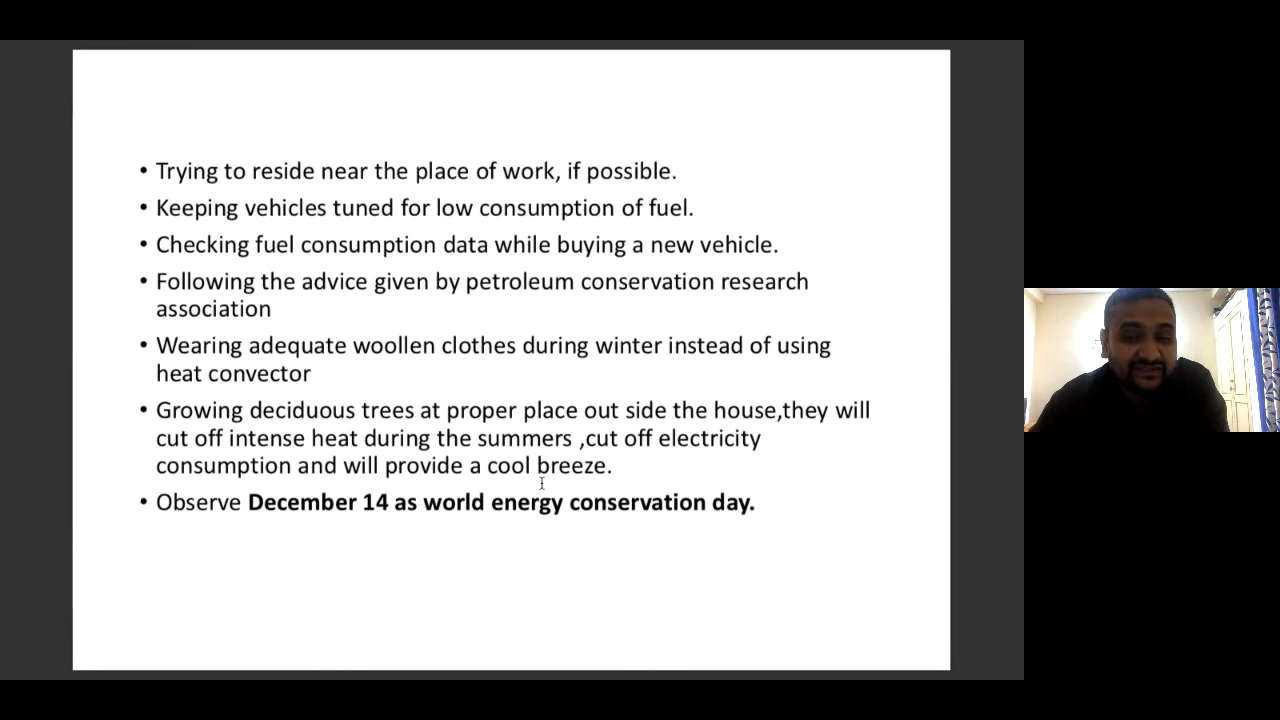 • Trying to reside near the place of work, if possible.
• Keeping vehicles tuned for low consumption of fuel.
• Checking fuel consumption data while buying a new vehicle.
• Following the advice given by petroleum conservation research
association
• Wearing adequate woollen clothes during winter instead of using
heat convector
• Growing deciduous trees at proper place out side the house,they will
cut off intense heat during the summers ,cut off electricity
consumption and will provide a cool breeze.
• Observe December 14 as world energy conservation day.